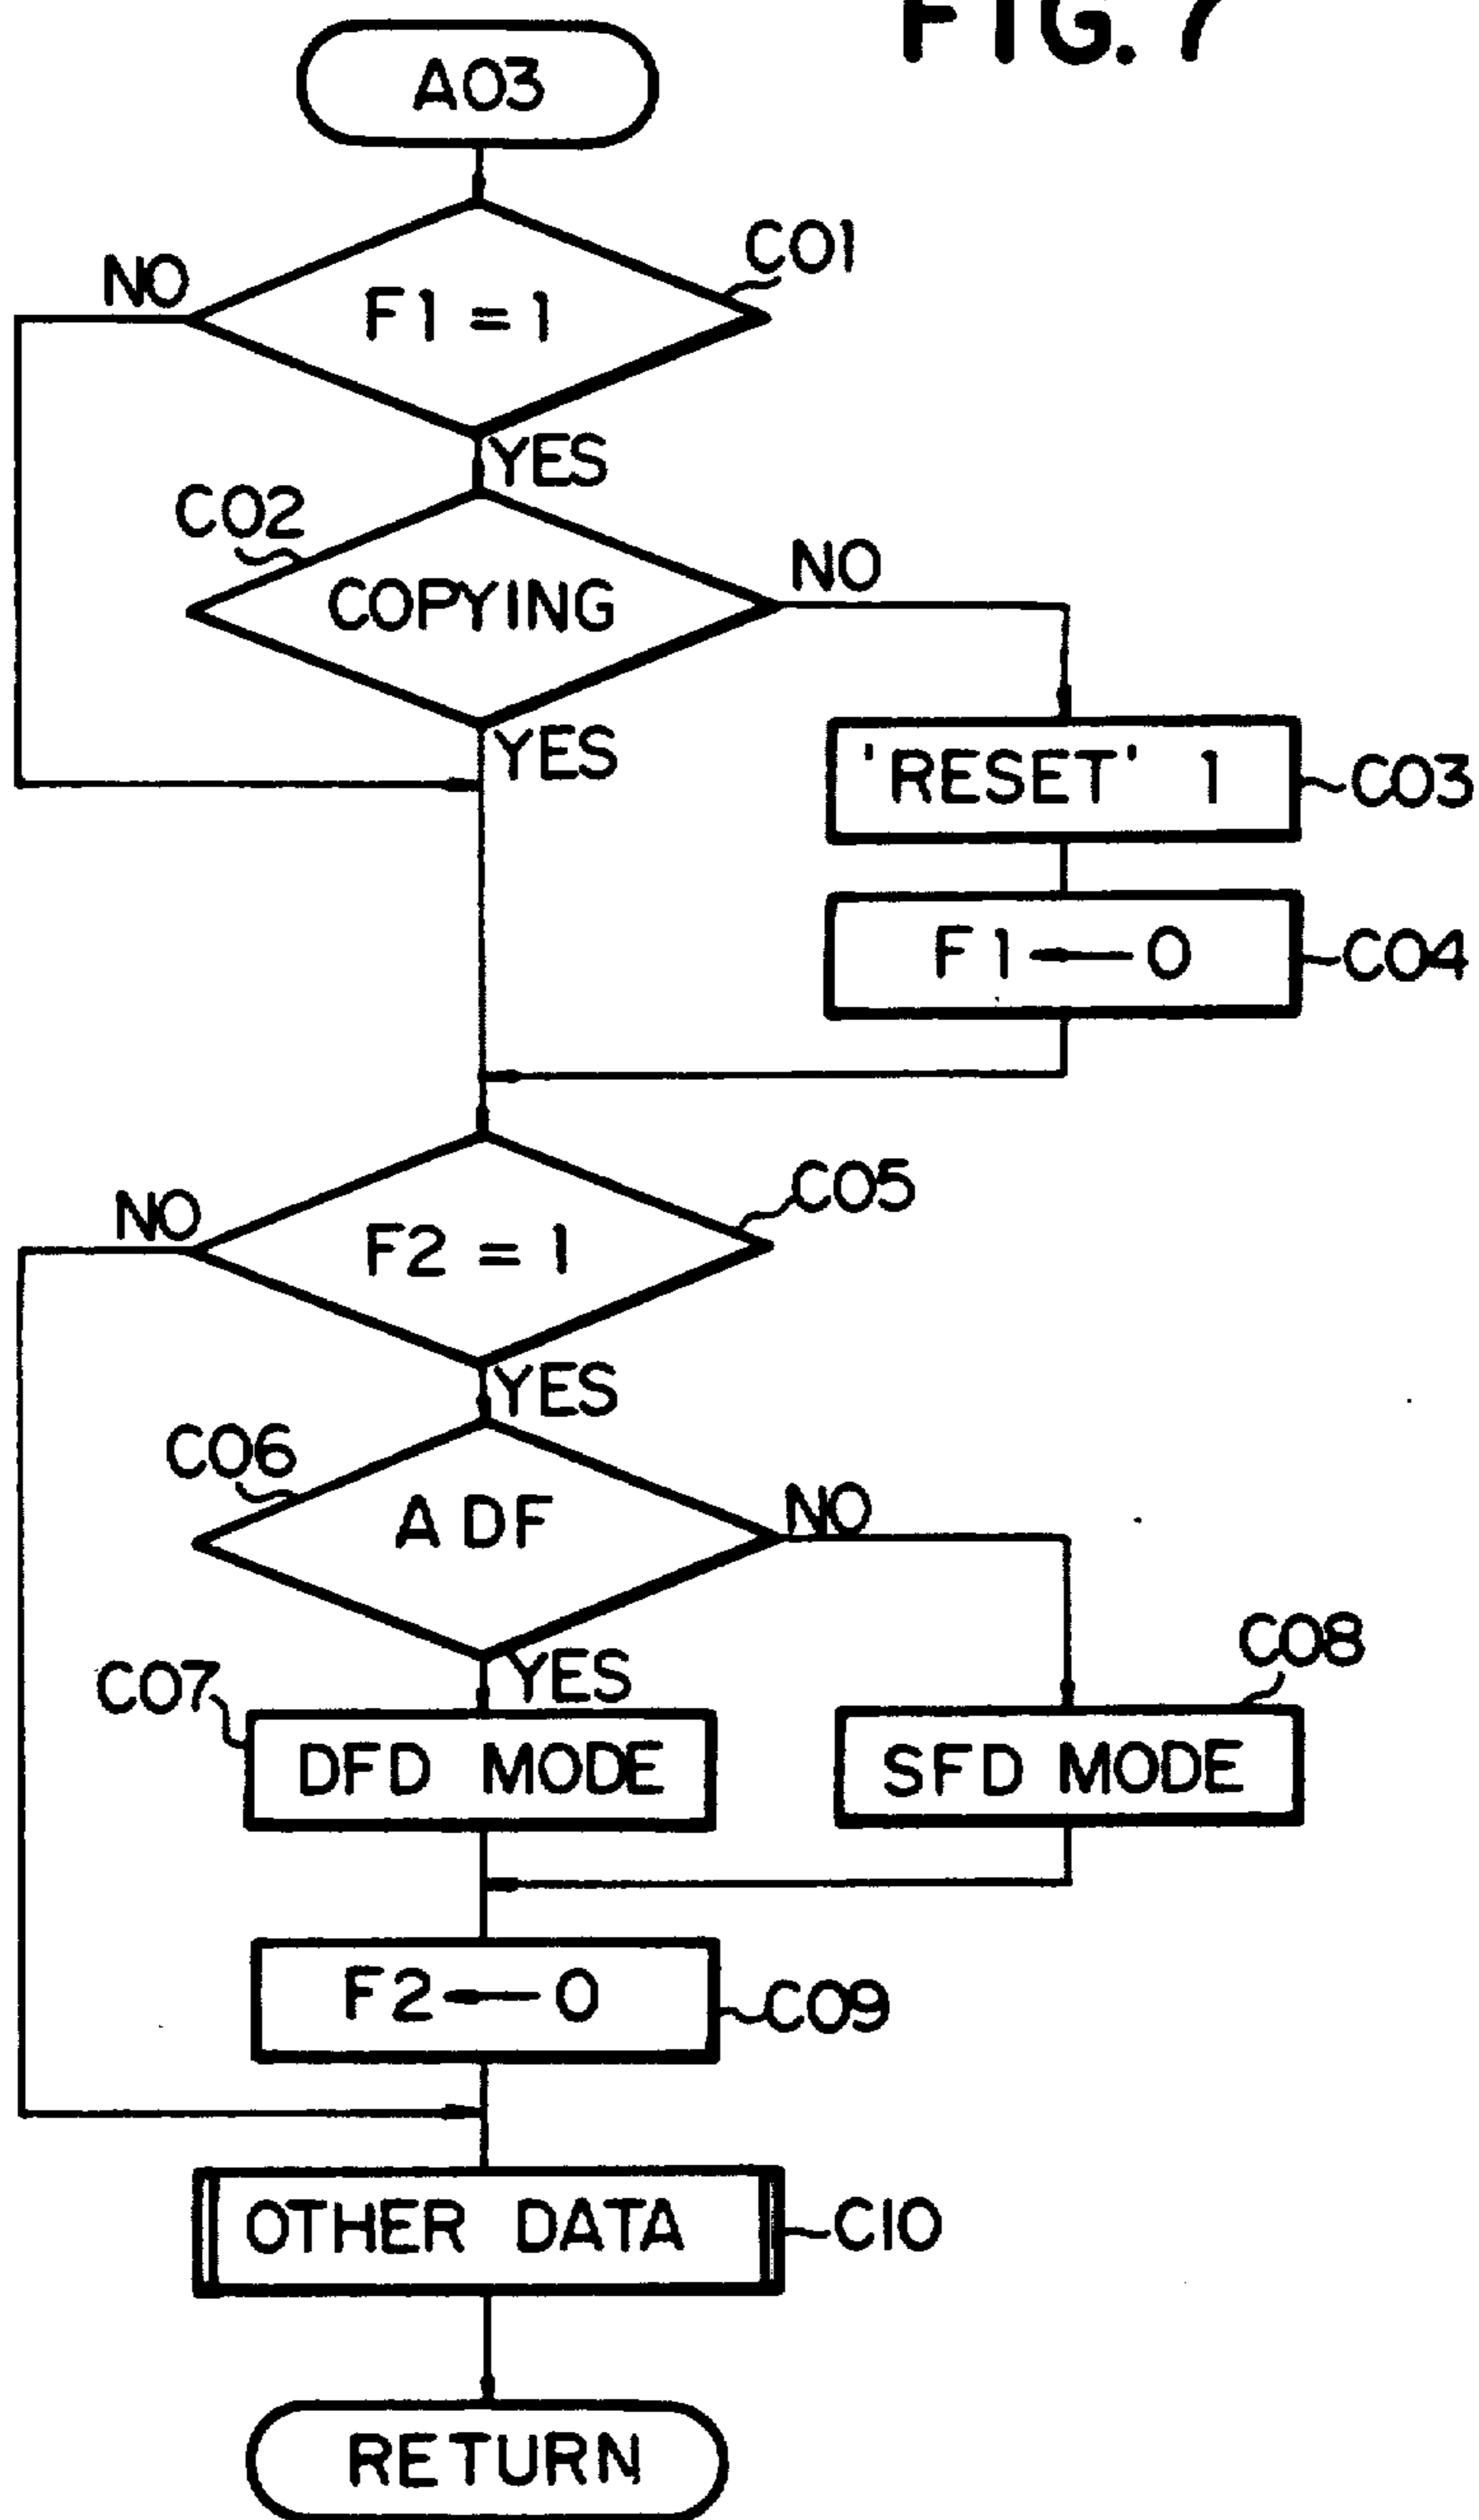 FIG. 7
A03
NO
F1 = 1
C01
YES
C02
COPYING
NO
YES
'RESET' 1
C03
F1 ← 0
C04
NO
F2 = 1
C05
YES
C06
ADF
NO
YES
C07
DFD MODE
C08
SFD MODE
F2 ← 0
C09
OTHER DATA
C10
RETURN